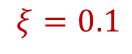 ξ = 0.1